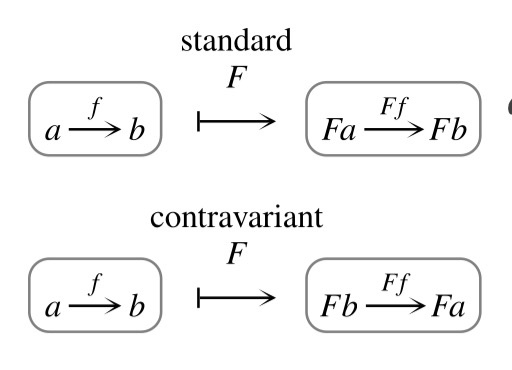 standard
F
a f b Fa Ff Fb
contravariant
F
a f b Fb Ff Fa